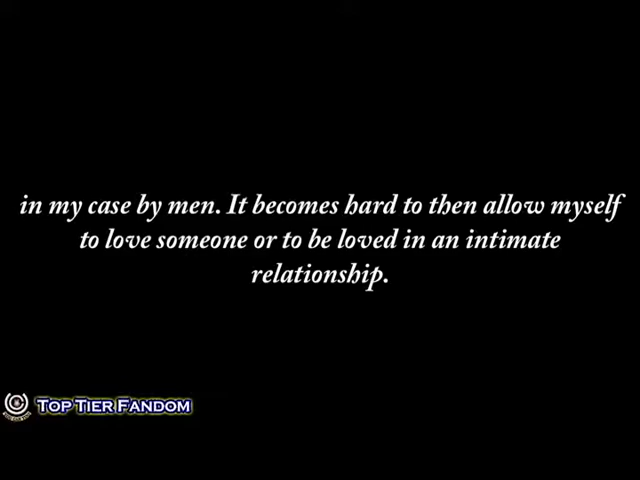 in my case by men. It becomes hard to then allow myself
to love someone or to be loved in an intimate
relationship.
Top Tier Fandom